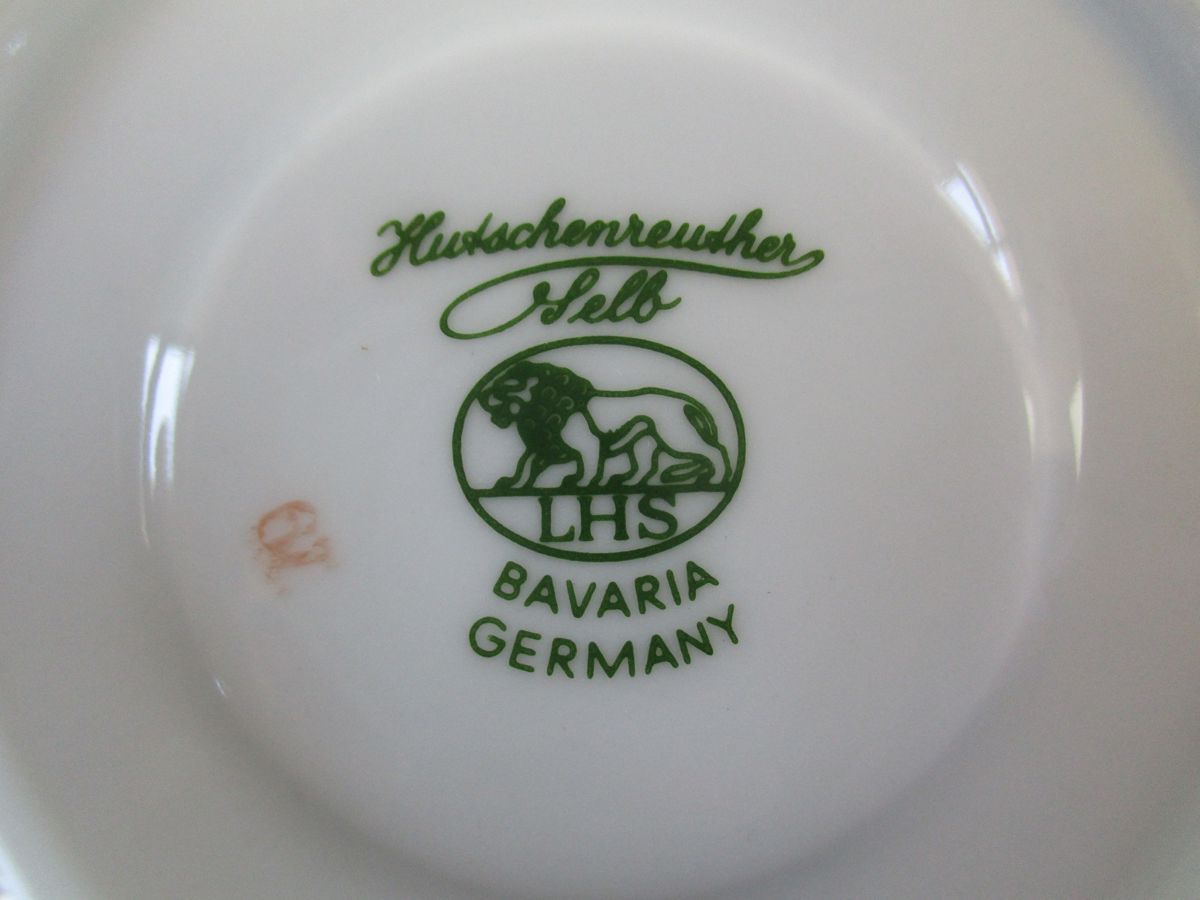 Hutschenreuther
Selb
LHS
BAVARIA
GERMANY